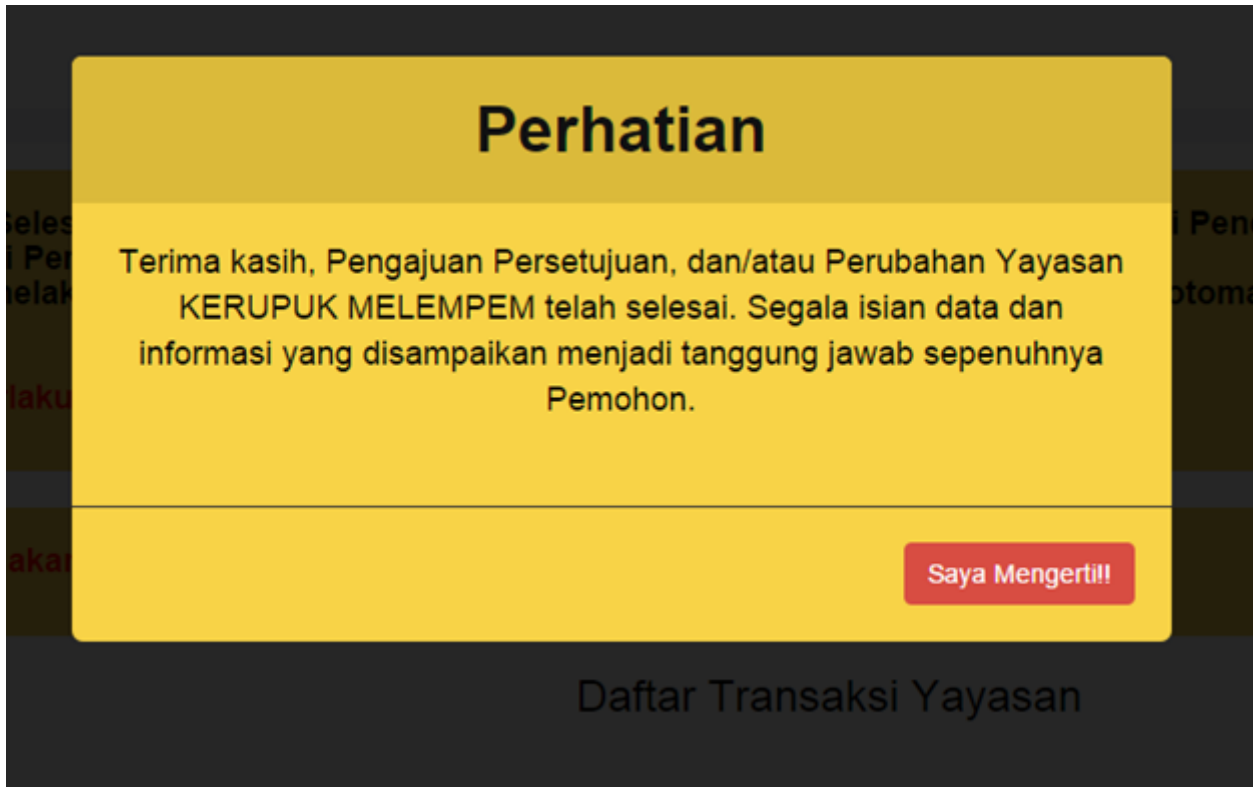 Perhatian
Terima kasih, Pengajuan Persetujuan, dan/atau Perubahan Yayasan
KERUPUK MELEMPEM telah selesai. Segala isian data dan
informasi yang disampaikan menjadi tanggung jawab sepenuhnya
Pemohon.
Saya Mengerti!!
Daftar Transaksi Yayasan